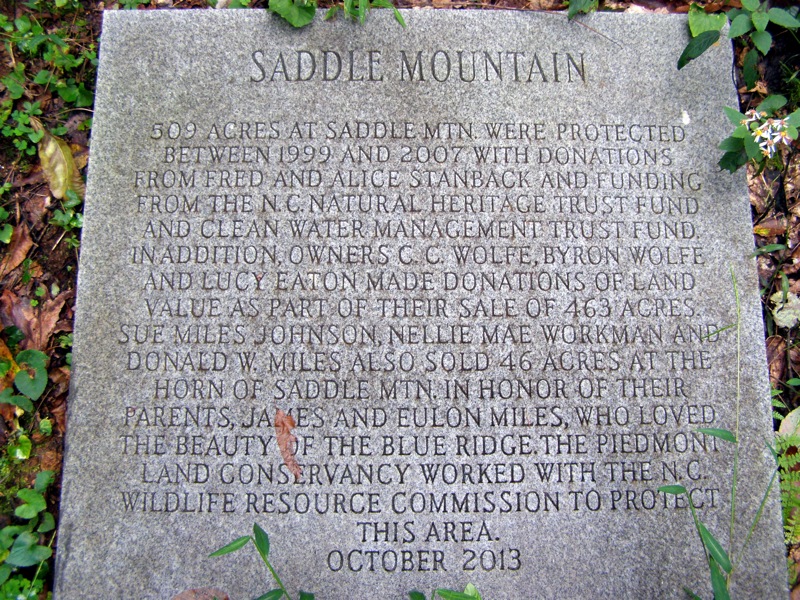 SADDLE MOUNTAIN
509 ACRES AT SADDLE MTN. WERE PROTECTED
BETWEEN 1999 AND 2007 WITH DONATIONS
FROM FRED AND ALICE STANBACK AND FUNDING
FROM THE N.C. NATURAL HERITAGE TRUST FUND
AND CLEAN WATER MANAGEMENT TRUST FUND.
IN ADDITION, OWNERS C. C. WOLFE, BYRON WOLFE
AND LUCY EATON MADE DONATIONS OF LAND
VALUE AS PART OF THEIR SALE OF 463 ACRES.
SUE MILES JOHNSON, NELLIE MAE WORKMAN AND
DONALD W. MILES ALSO SOLD 46 ACRES AT THE
HORN OF SADDLE MTN. IN HONOR OF THEIR
PARENTS, JAMES AND EULON MILES, WHO LOVED
THE BEAUTY OF THE BLUE RIDGE. THE PIEDMONT
LAND CONSERVANCY WORKED WITH THE N.C.
WILDLIFE RESOURCE COMMISSION TO PROTECT
THIS AREA.
OCTOBER 2013